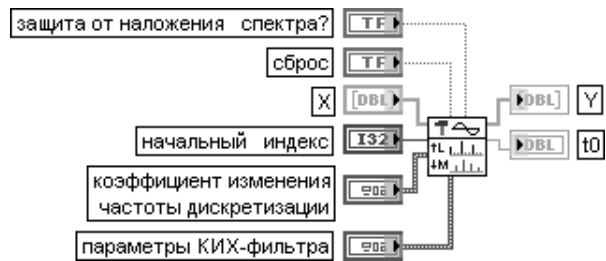 защита от наложения спектра?
TF
сброс
TF
X
[DBL]
[DBL]
Y
начальный индекс
I32
DBL
t0
↑L
↓M
коэффициент изменения
частоты дискретизации
параметры КИХ-фильтра